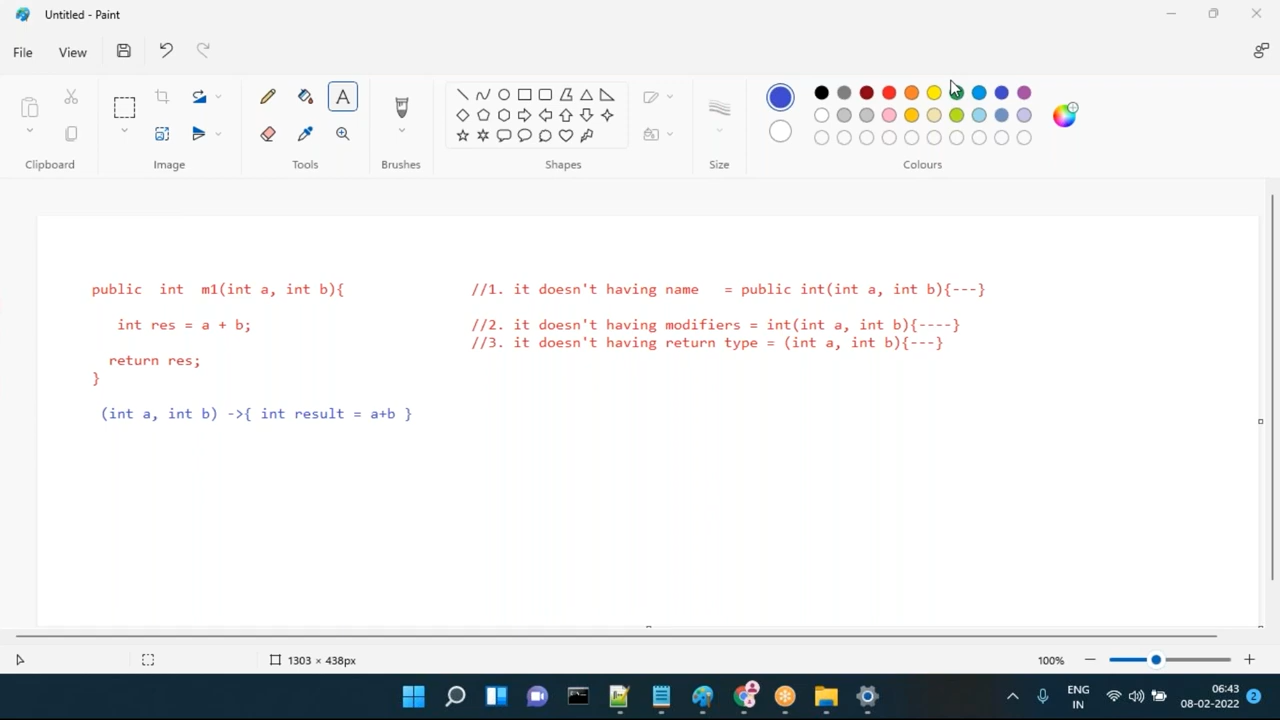 Untitled - Paint
File View
Clipboard Image Tools Brushes Shapes Size Colours
public int m1(int a, int b){ //1. it doesn't having name = public int(int a, int b){---}
int res = a + b; //2. it doesn't having modifiers = int(int a, int b){----}
//3. it doesn't having return type = (int a, int b){---}
return res;
}
(int a, int b) ->{ int result = a+b }
1303 × 438px 100%
ENG 06:43
IN 08-02-2022 2